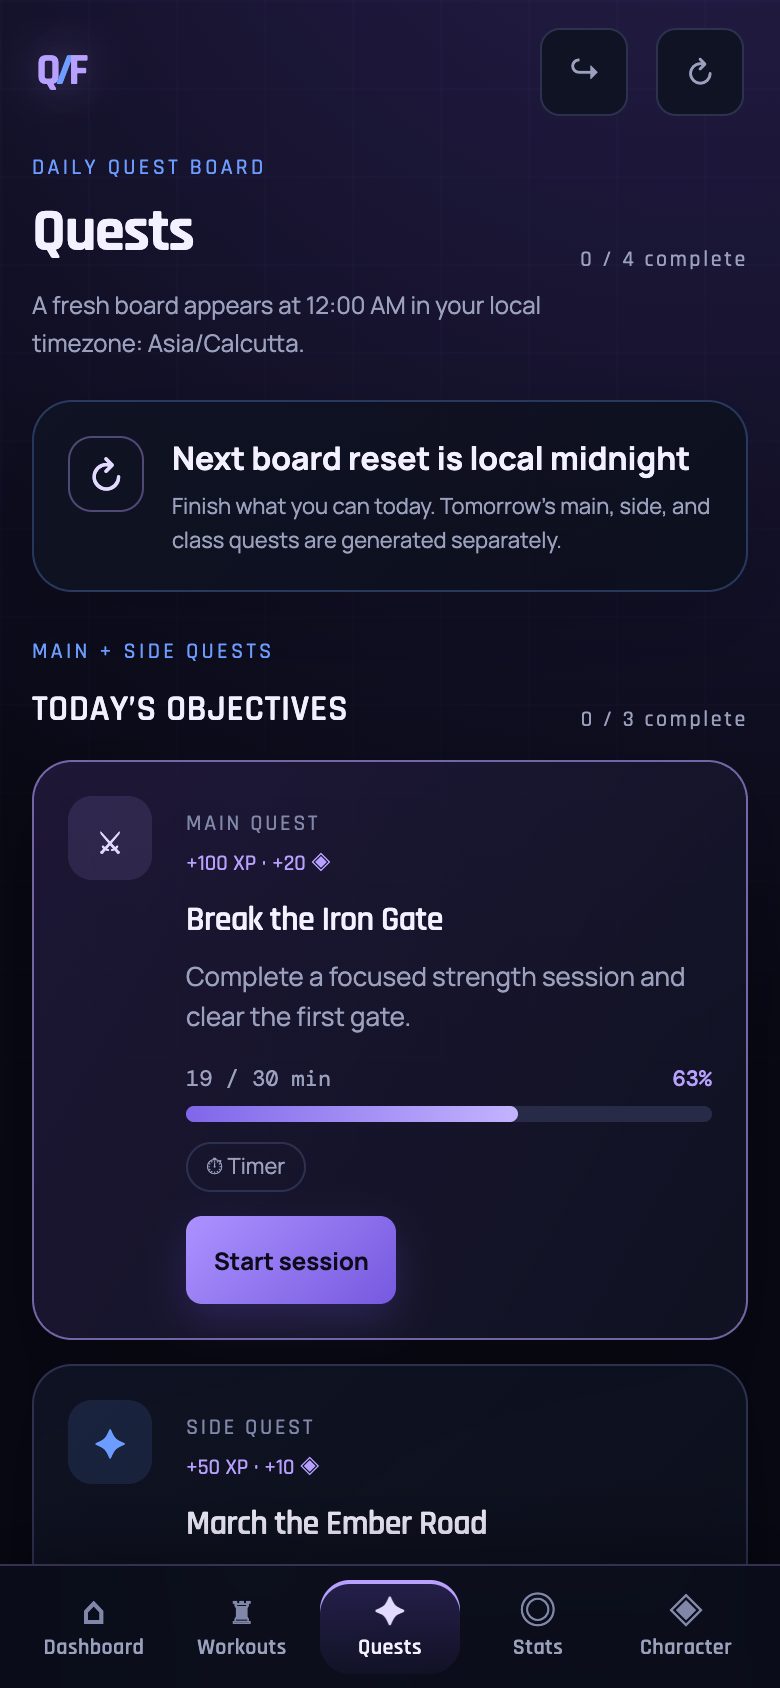 Q/F
DAILY QUEST BOARD
Quests
0 / 4 complete
A fresh board appears at 12:00 AM in your local
timezone: Asia/Calcutta.
Next board reset is local midnight
Finish what you can today. Tomorrow's main, side, and
class quests are generated separately.
MAIN + SIDE QUESTS
TODAY'S OBJECTIVES
0 / 3 complete
MAIN QUEST
+100 XP · +20 ◈
Break the Iron Gate
Complete a focused strength session and
clear the first gate.
19 / 30 min
63%
⏱ Timer
Start session
SIDE QUEST
+50 XP · +10 ◈
March the Ember Road
Dashboard
Workouts
Quests
Stats
Character